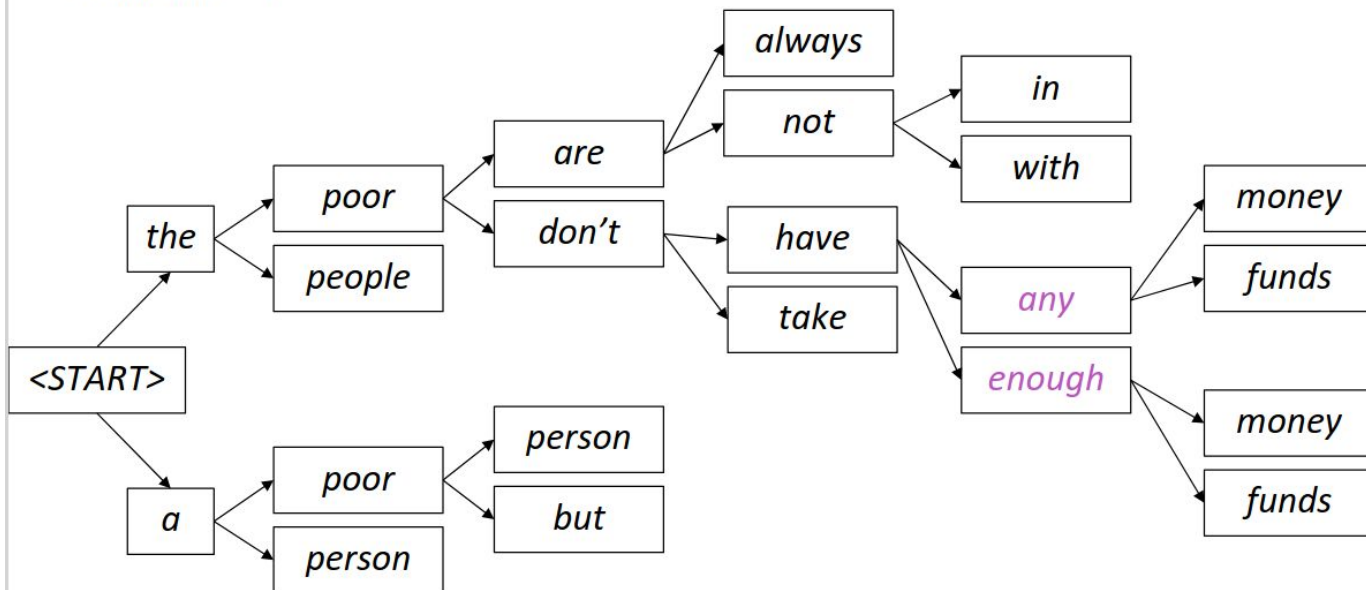 always
in
not
are
with
poor
money
the
don't
have
people
funds
any
take
<START>
enough
person
money
poor
but
a
funds
person